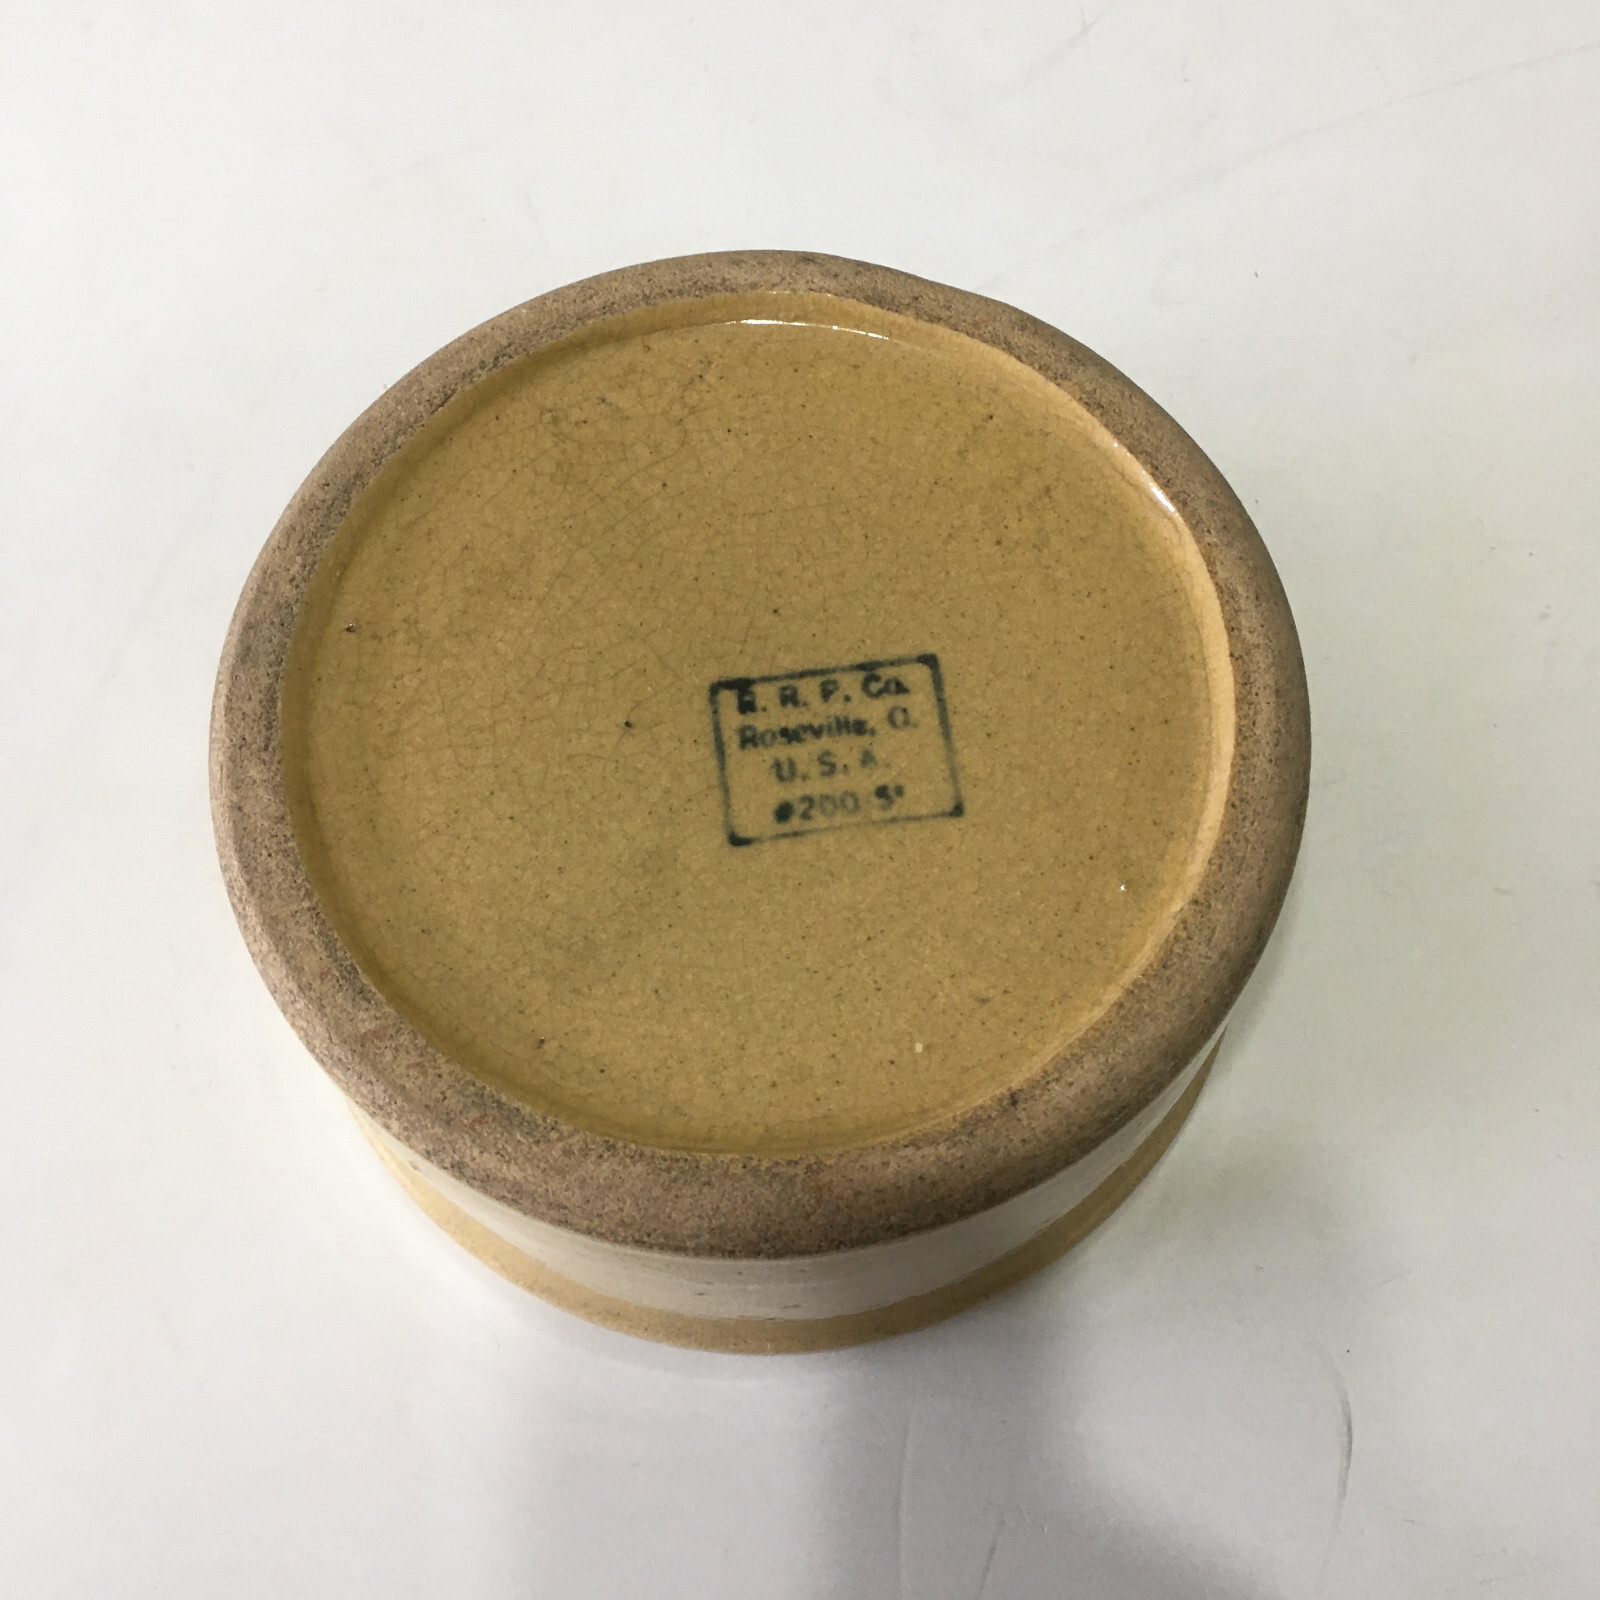 R. R. P. Co.
Roseville, O.
U. S. A.
#200 5"